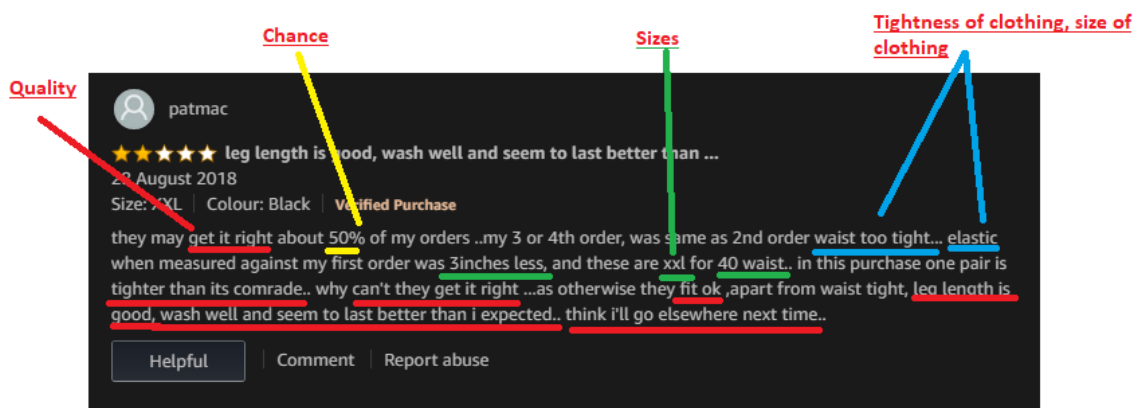 Tightness of clothing, size of
clothing
Chance
Sizes
Quality
patmac
leg length is good, wash well and seem to last better than ...
28 August 2018
Size: XXL | Colour: Black | Verified Purchase
they may get it right about 50% of my orders ..my 3 or 4th order, was same as 2nd order waist too tight... elastic
when measured against my first order was 3inches less, and these are xxl for 40 waist.. in this purchase one pair is
tighter than its comrade.. why can't they get it right ...as otherwise they fit ok ,apart from waist tight, leg length is
good, wash well and seem to last better than i expected.. think i'll go elsewhere next time..
Helpful | Comment | Report abuse